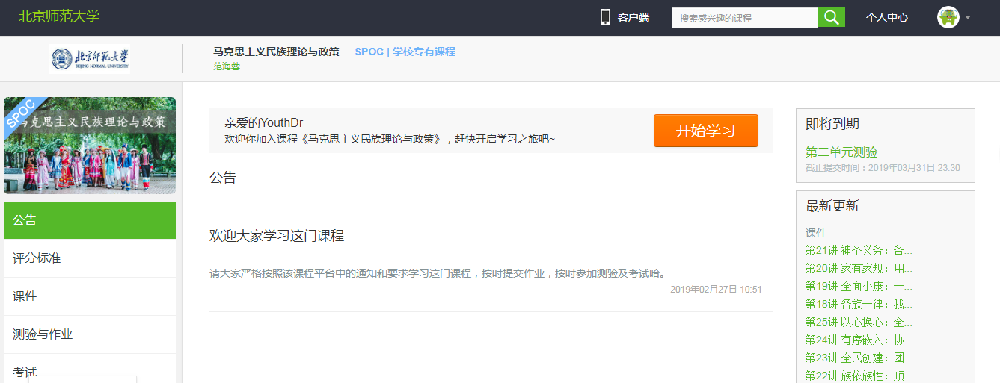 北京师范大学
客户端
搜索感兴趣的课程
个人中心
北京师范大学
BEIJING NORMAL UNIVERSITY
马克思主义民族理论与政策 SPOC | 学校专有课程
范海蓉
SPOC
马克思主义民族理论与政策
公告
评分标准
课件
测验与作业
考试
亲爱的YouthDr
欢迎你加入课程《马克思主义民族理论与政策》，赶快开启学习之旅吧~
开始学习
公告
欢迎大家学习这门课程
请大家严格按照该课程平台中的通知和要求学习这门课程，按时提交作业，按时参加测验及考试哈。
2019年02月27日 10:51
即将到期
第二单元测验
截止提交时间：2019年03月31日 23:30
最新更新
课件
第21讲 神圣义务：各...
第20讲 家有家规：用...
第19讲 全面小康：一...
第18讲 各族一律：我...
第25讲 以心换心：全...
第24讲 有序嵌入：协...
第23讲 全民创建：团...
第22讲 族依族性：顺...